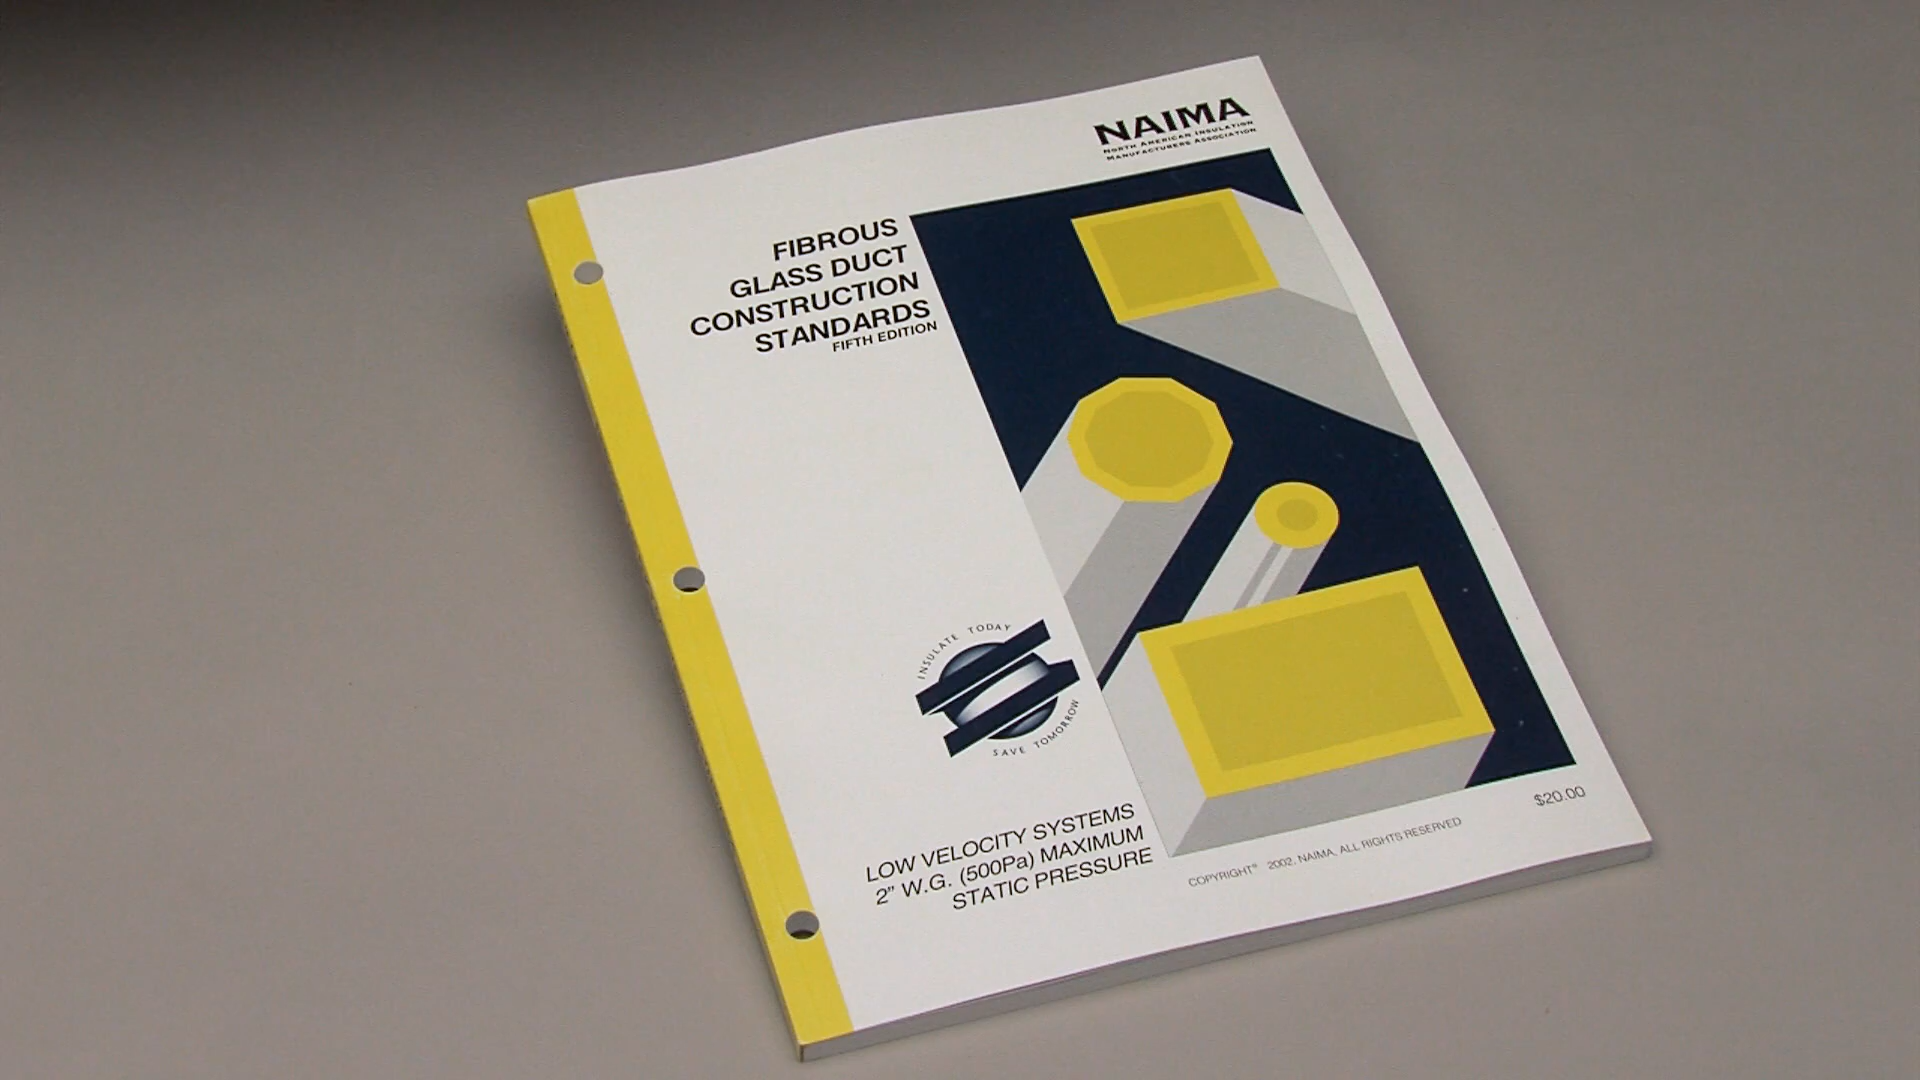 NAIMA
NORTH AMERICAN INSULATION
MANUFACTURERS ASSOCIATION
FIBROUS
GLASS DUCT
CONSTRUCTION
STANDARDS
FIFTH EDITION
INSULATE TODAY
SAVE TOMORROW
LOW VELOCITY SYSTEMS
2" W.G. (500Pa) MAXIMUM
STATIC PRESSURE
$20.00
COPYRIGHT® 2002, NAIMA, ALL RIGHTS RESERVED